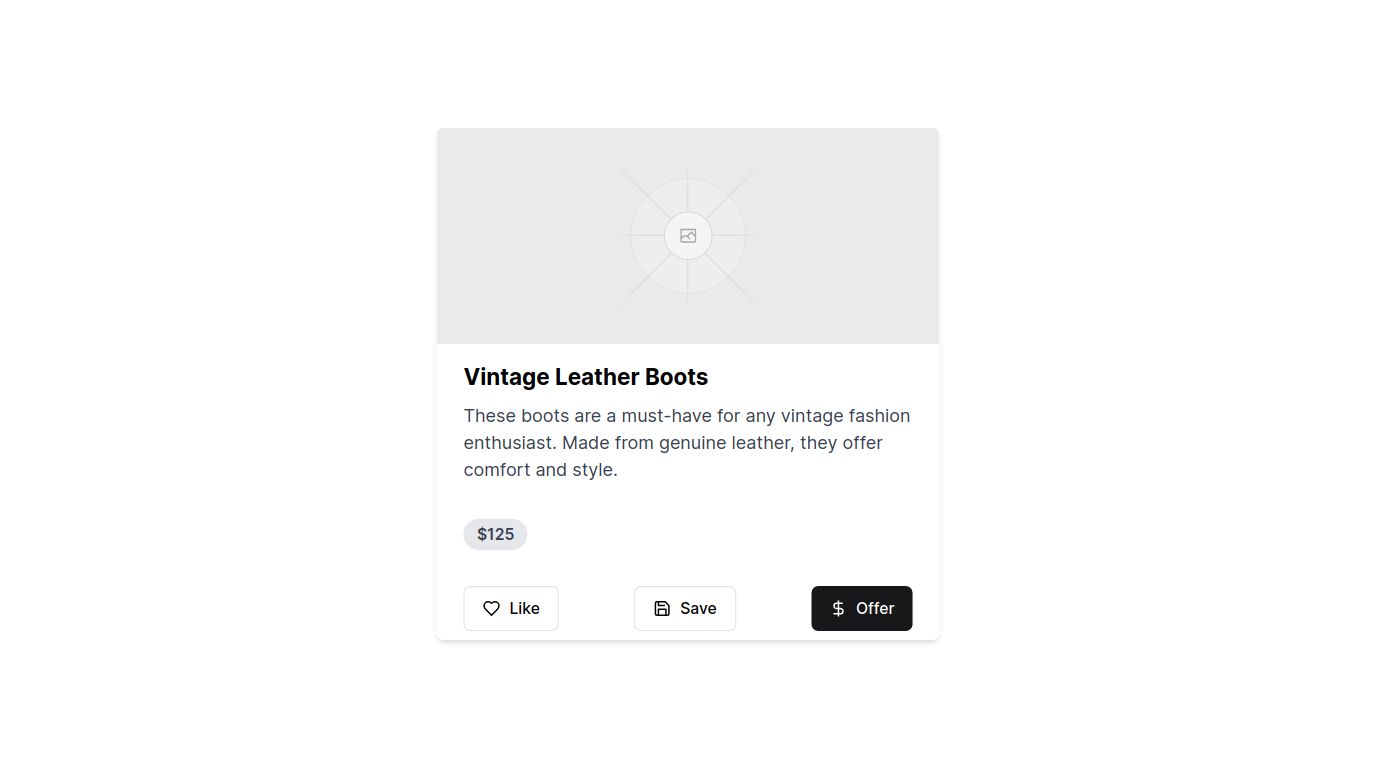 Vintage Leather Boots
These boots are a must-have for any vintage fashion
enthusiast. Made from genuine leather, they offer
comfort and style.
$125
Like
Save
Offer